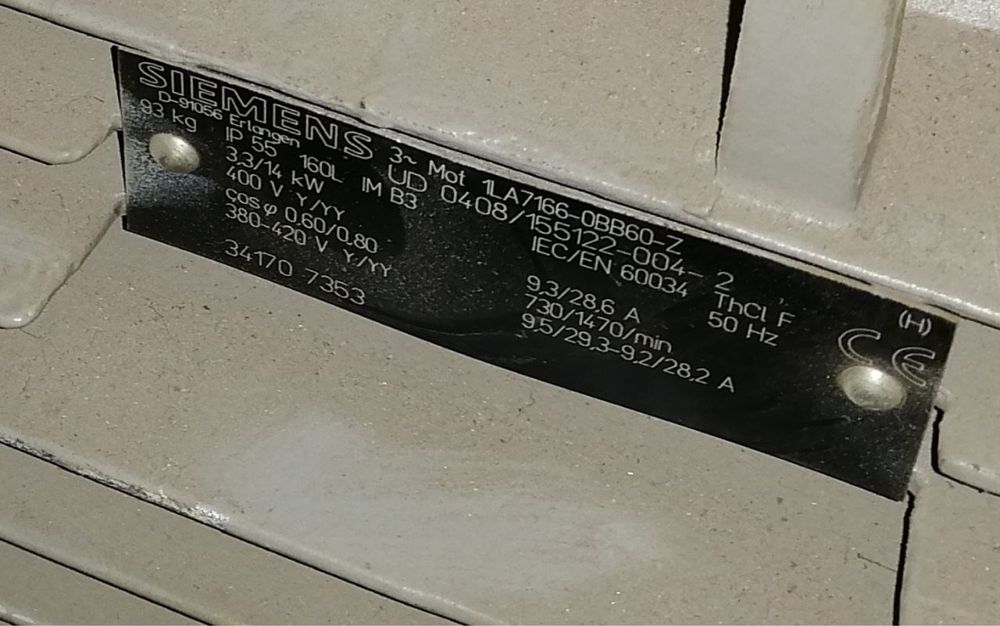 SIEMENS
D-91056 Erlangen
93 kg
3~ Mot 1LA7166-0BB60-Z
UD 0408/155122-004- 2
IP 55 160L IM B3 IEC/EN 60034 ThCl F (H)
3,3/14 kW 50 Hz
400 V Y/YY 9,3/28,6 A
cos φ 0,60/0,80 730/1470/min
380-420 V Y/YY 9,5/29,3-9,2/28,2 A
34170 7353
CE